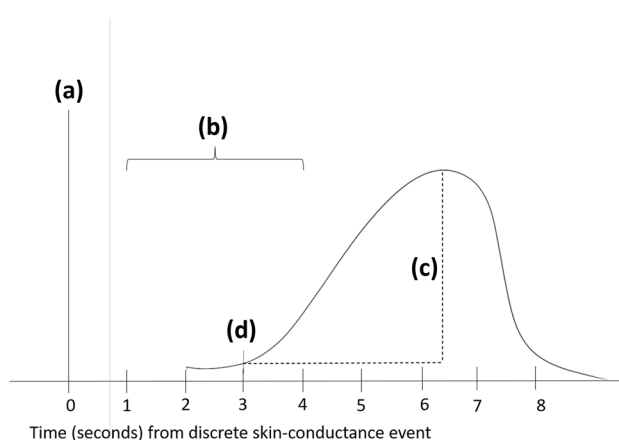 (a)
(b)
(c)
(d)
0 1 2 3 4 5 6 7 8
Time (seconds) from discrete skin-conductance event